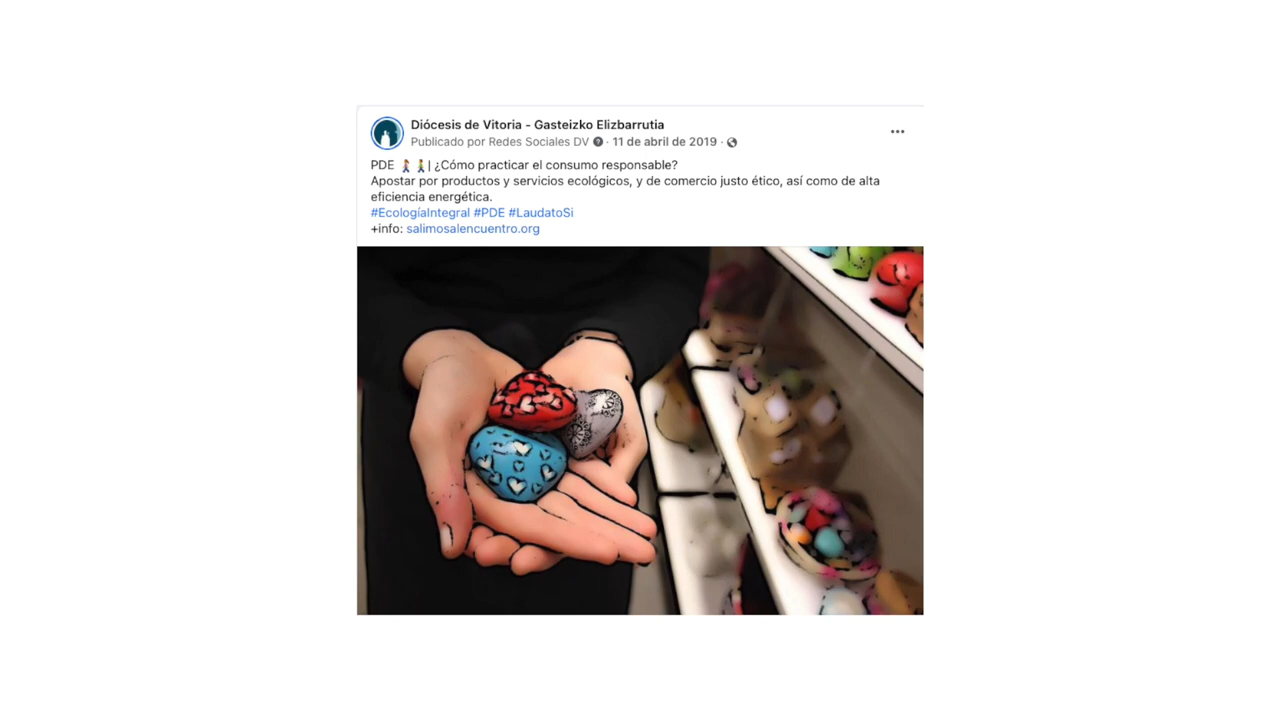 Diócesis de Vitoria - Gasteizko Elizbarrutia
Publicado por Redes Sociales DV · 11 de abril de 2019 ·
PDE 🚶‍♀️🚶| ¿Cómo practicar el consumo responsable?
Apostar por productos y servicios ecológicos, y de comercio justo ético, así como de alta
eficiencia energética.
#EcologíaIntegral #PDE #LaudatoSi
+info: salimosalencuentro.org